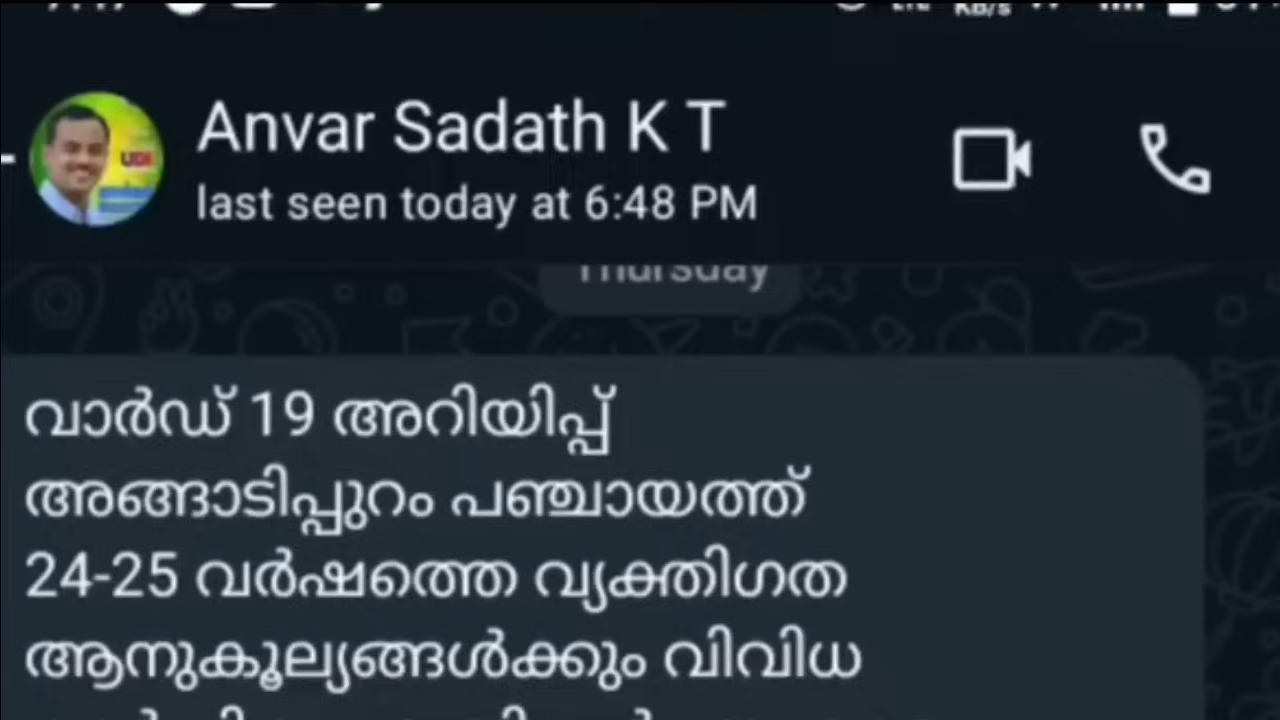 Anvar Sadath K T
last seen today at 6:48 PM
Thursday
വാർഡ് 19 അറിയിപ്പ്
അങ്ങാടിപ്പുറം പഞ്ചായത്ത്
24-25 വർഷത്തെ വ്യക്തിഗത
ആനുകൂല്യങ്ങൾക്കും വിവിധ